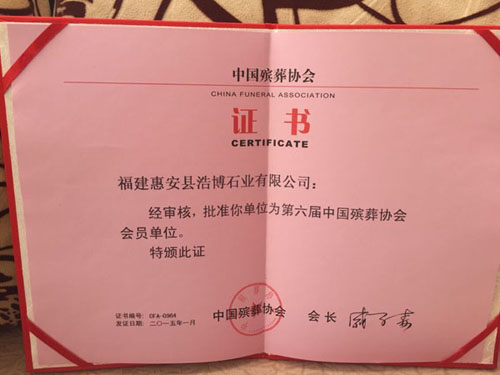 中国殡葬协会
CHINA FUNERAL ASSOCIATION
证书
CERTIFICATE
福建惠安县浩博石业有限公司：
经审核，批准你单位为第六届中国殡葬协会
会员单位。
特颁此证
证书编号: CFA-0964
发证日期: 二〇一五年一月
中国殡葬协会
会长